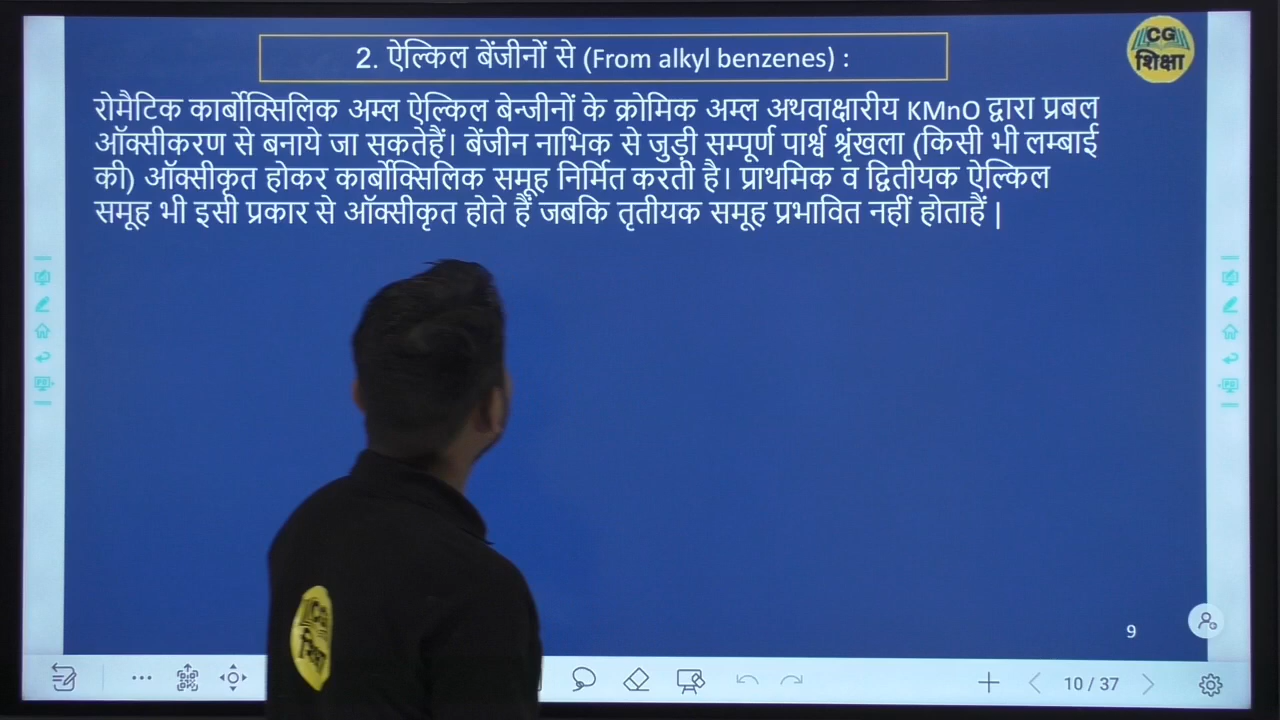 CG
शिक्षा
2. ऐल्किल बेंजीनों से (From alkyl benzenes) :
रोमैटिक कार्बोक्सिलिक अम्ल ऐल्किल बेन्जीनों के क्रोमिक अम्ल अथवाक्षारीय KMnO द्वारा प्रबल
ऑक्सीकरण से बनाये जा सकतेहैं। बेंजीन नाभिक से जुड़ी सम्पूर्ण पार्श्व श्रृंखला (किसी भी लम्बाई
की) ऑक्सीकृत होकर कार्बोक्सिलिक समूह निर्मित करती है। प्राथमिक व द्वितीयक ऐल्किल
समूह भी इसी प्रकार से ऑक्सीकृत होते हैं जबकि तृतीयक समूह प्रभावित नहीं होताहैं |
CG
शिक्षा
9
10 / 37